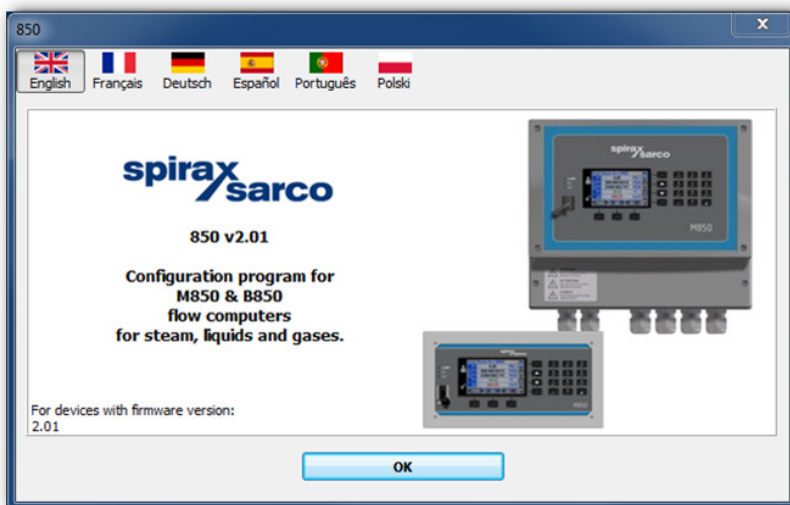 850
x
English
Français
Deutsch
Español
Português
Polski
spirax
sarco
850 v2.01
Configuration program for
M850 & B850
flow computers
for steam, liquids and gases.
spirax
sarco
M850
For devices with firmware version:
2.01
OK